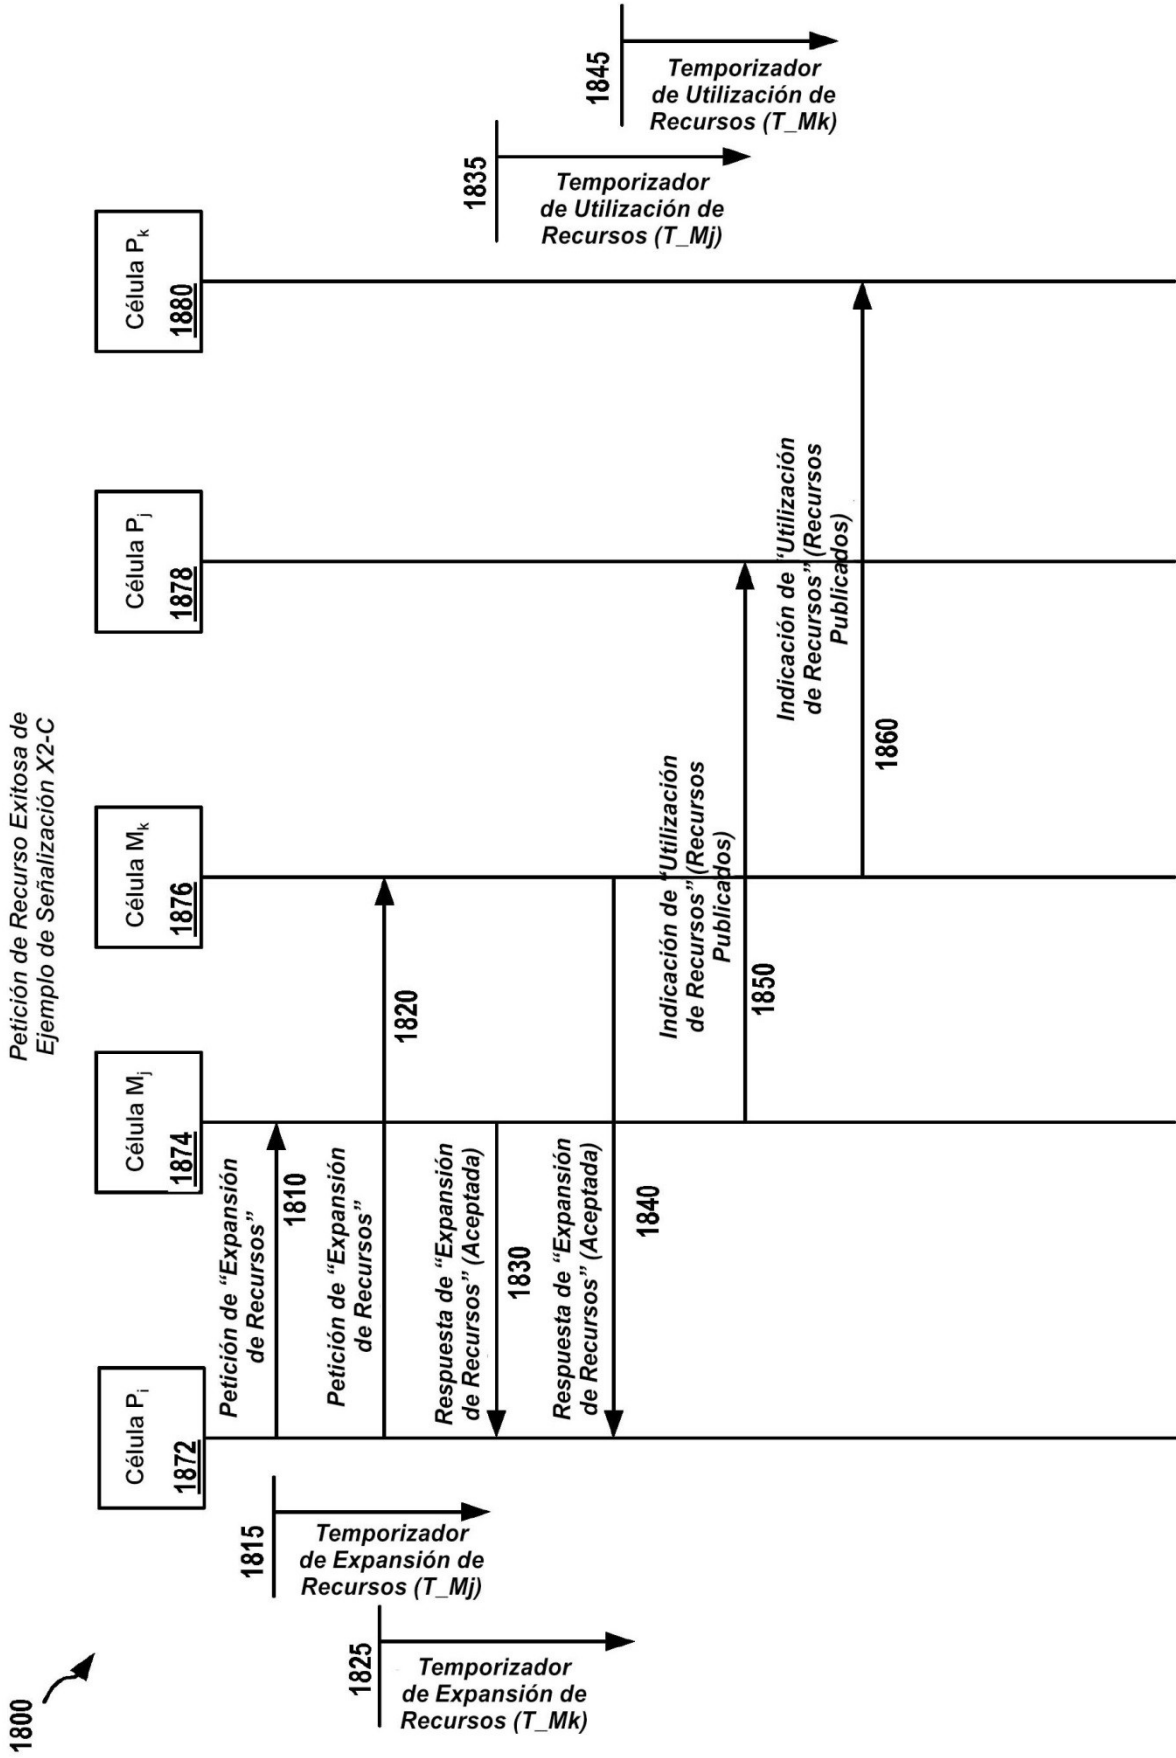 1800
Petición de Recurso Exitosa de
Ejemplo de Señalización X2-C
Célula Pi
1872
Célula Mj
1874
Célula Mk
1876
Célula Pj
1878
Célula Pk
1880
1815
Temporizador
de Expansión de
Recursos (T_Mj)
1825
Temporizador
de Expansión de
Recursos (T_Mk)
Petición de “Expansión
de Recursos”
1810
Petición de “Expansión
de Recursos”
1820
Respuesta de “Expansión
de Recursos” (Aceptada)
1830
Respuesta de “Expansión
de Recursos” (Aceptada)
1840
1835
Temporizador
de Utilización de
Recursos (T_Mj)
1845
Temporizador
de Utilización de
Recursos (T_Mk)
Indicación de “Utilización
de Recursos” (Recursos
Publicados)
1850
Indicación de “Utilización
de Recursos” (Recursos
Publicados)
1860